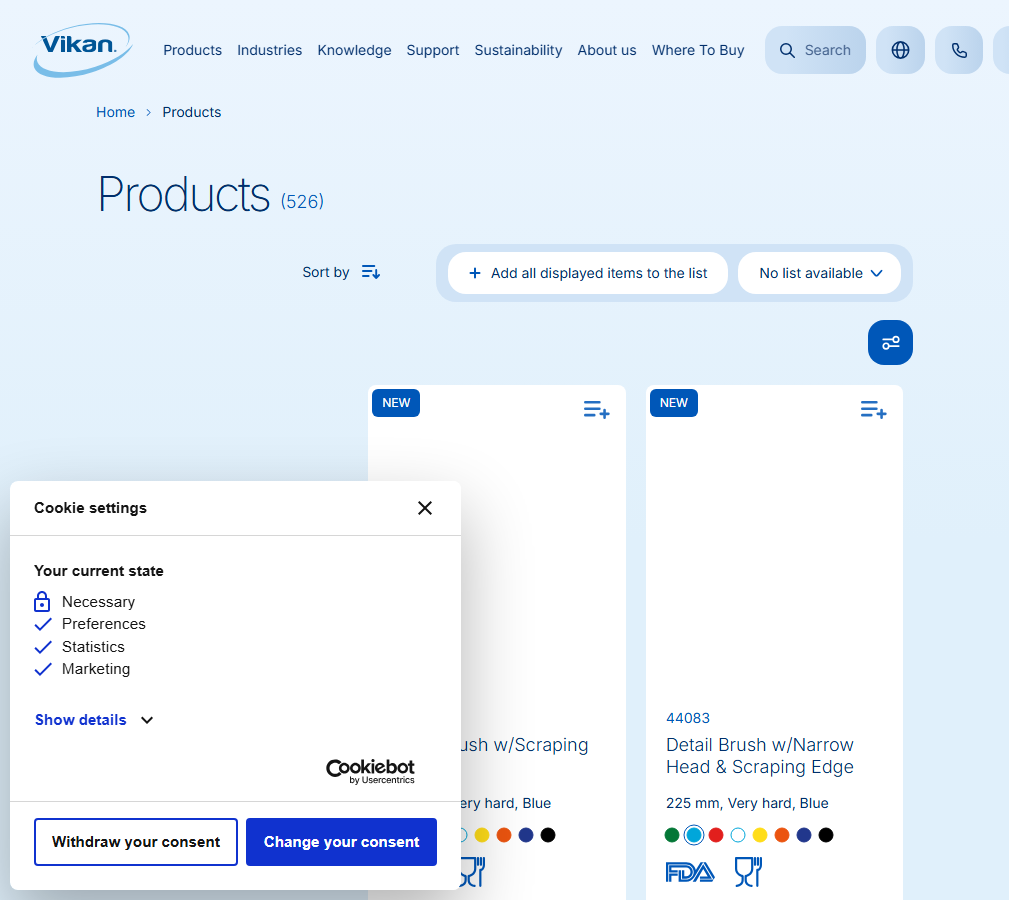 Vikan
Products Industries Knowledge Support Sustainability About us Where To Buy Search
Home > Products
Products (526)
Sort by
+ Add all displayed items to the list
No list available
NEW
NEW
Cookie settings
Your current state
Necessary
Preferences
Statistics
Marketing
Show details
Cookiebot
by Usercentrics
Withdraw your consent
Change your consent
w/Scraping
hard, Blue
44083
Detail Brush w/Narrow
Head & Scraping Edge
225 mm, Very hard, Blue
FDA